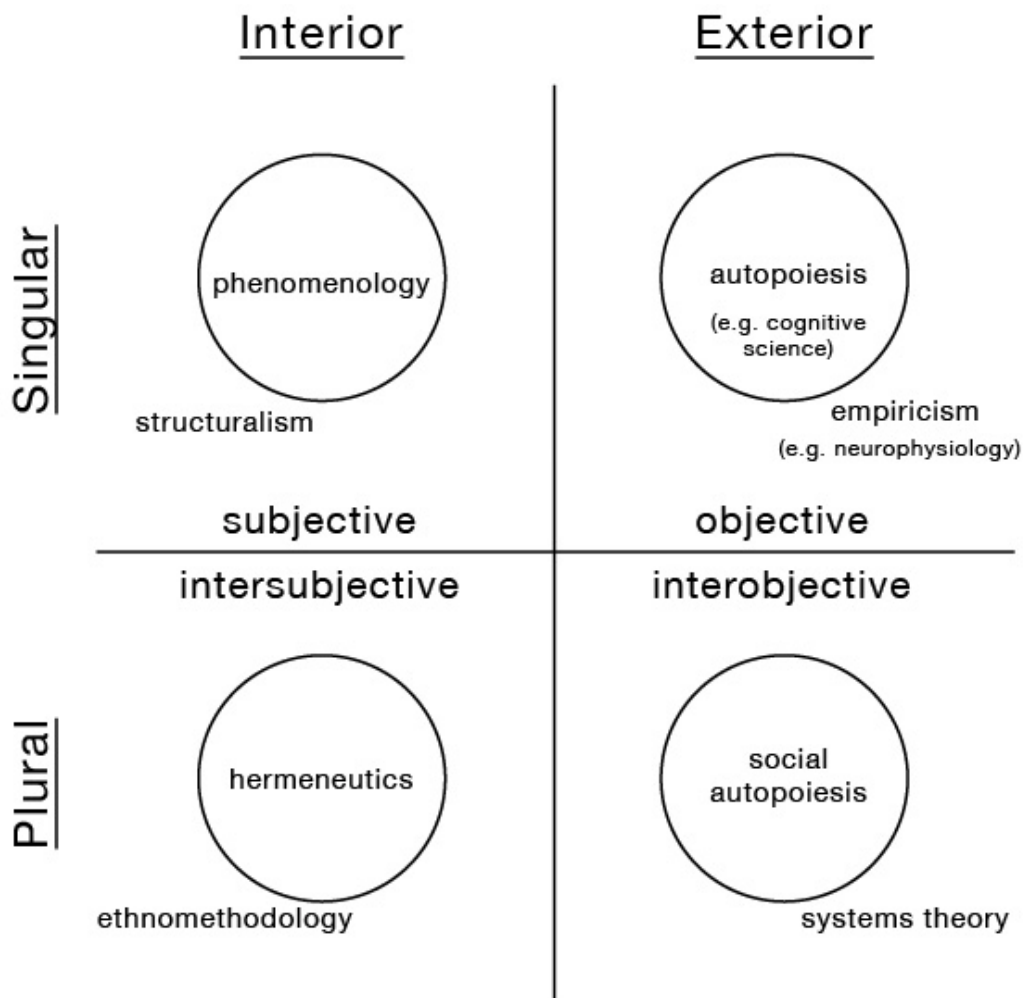 Interior
Exterior
Singular
phenomenology
structuralism
autopoiesis
(e.g. cognitive
science)
empiricism
(e.g. neurophysiology)
subjective
objective
intersubjective
interobjective
Plural
hermeneutics
ethnomethodology
social
autopoiesis
systems theory